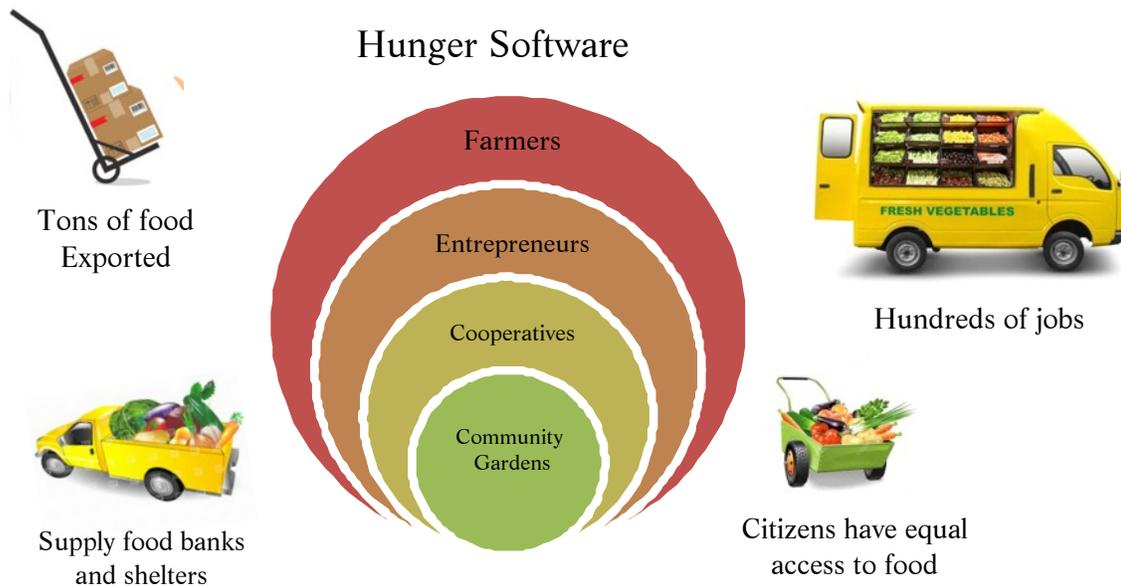 Hunger Software
Farmers
Entrepreneurs
Cooperatives
Community
Gardens
Tons of food
Exported
FRESH VEGETABLES
Hundreds of jobs
Supply food banks
and shelters
Citizens have equal
access to food